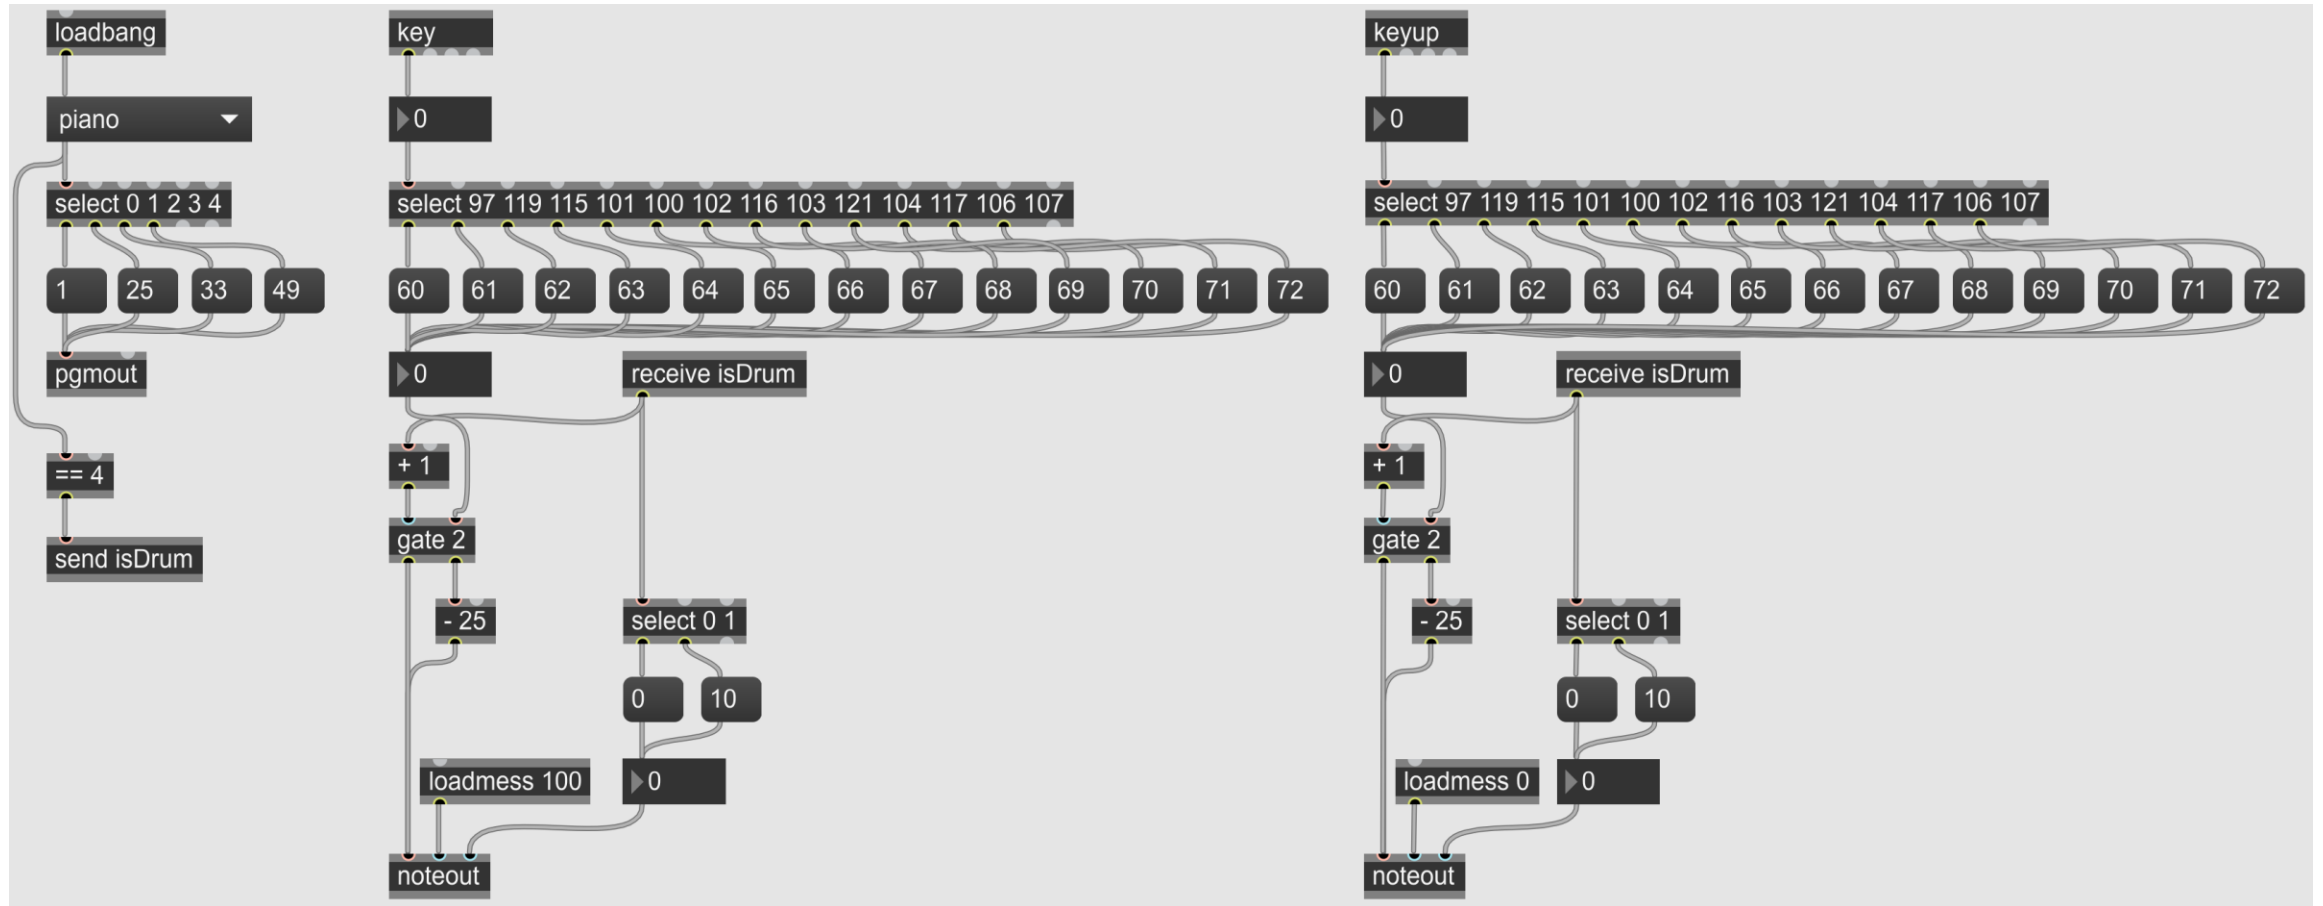 loadbang
piano
select 0 1 2 3 4
1 25 33 49
pgmout
== 4
send isDrum
key
0
select 97 119 115 101 100 102 116 103 121 104 117 106 107
60 61 62 63 64 65 66 67 68 69 70 71 72
0
receive isDrum
+ 1
gate 2
- 25
select 0 1
0 10
loadmess 100
0
noteout
keyup
0
select 97 119 115 101 100 102 116 103 121 104 117 106 107
60 61 62 63 64 65 66 67 68 69 70 71 72
0
receive isDrum
+ 1
gate 2
- 25
select 0 1
0 10
loadmess 0
0
noteout